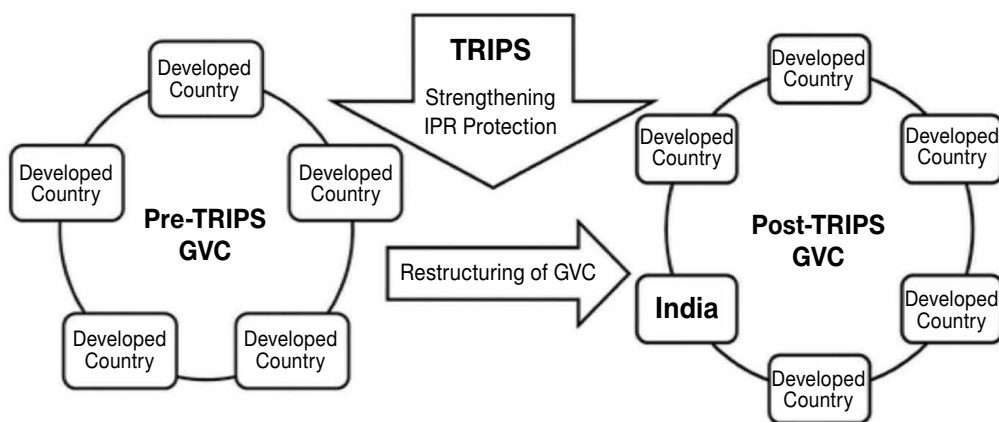 Developed
Country
Developed
Country
Developed
Country
Pre-TRIPS
GVC
Developed
Country
Developed
Country
TRIPS
Strengthening
IPR Protection
Restructuring of GVC
Developed
Country
Developed
Country
Developed
Country
Post-TRIPS
GVC
India
Developed
Country
Developed
Country